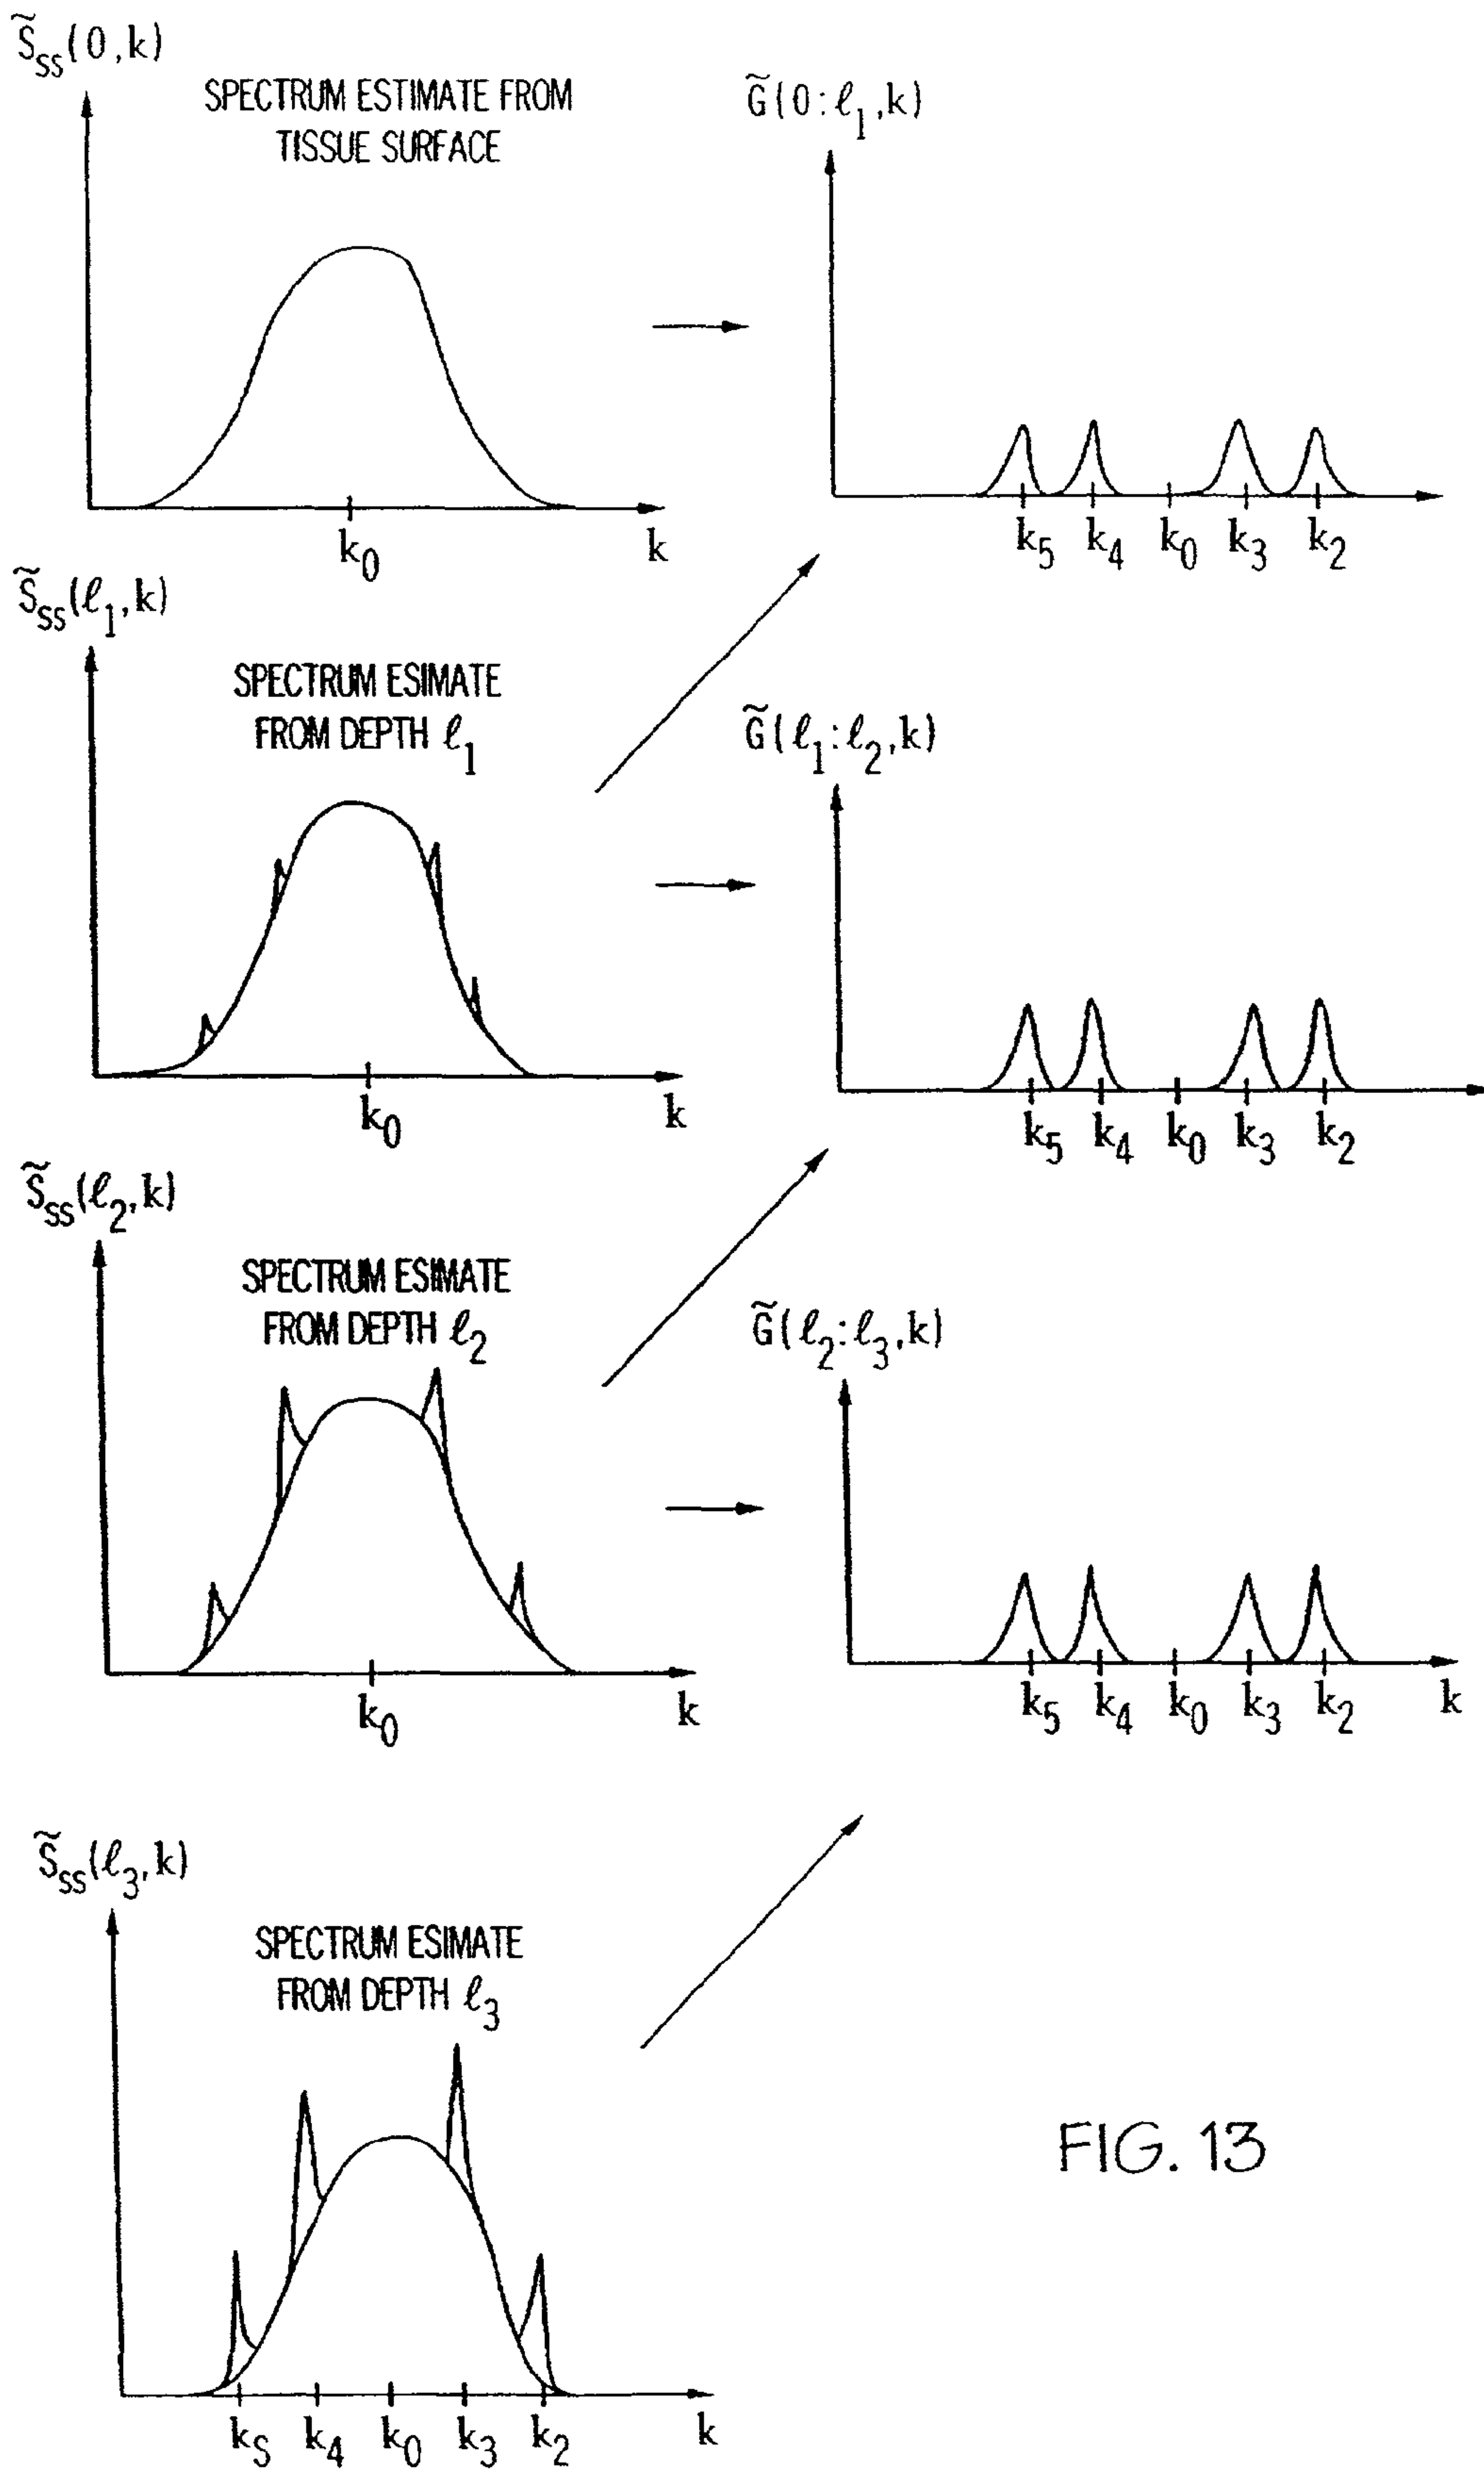 S̃ss(0,k)
SPECTRUM ESTIMATE FROM
TISSUE SURFACE
k0
k
G̃(0:ℓ1,k)
k5 k4 k0 k3 k2
S̃ss(ℓ1,k)
SPECTRUM ESIMATE
FROM DEPTH ℓ1
k0
k
G̃(ℓ1:ℓ2,k)
k5 k4 k0 k3 k2
S̃ss(ℓ2,k)
SPECTRUM ESIMATE
FROM DEPTH ℓ2
k0
k
G̃(ℓ2:ℓ3,k)
k5 k4 k0 k3 k2 k
S̃ss(ℓ3,k)
SPECTRUM ESIMATE
FROM DEPTH ℓ3
kS k4 k0 k3 k2 k
FIG. 13